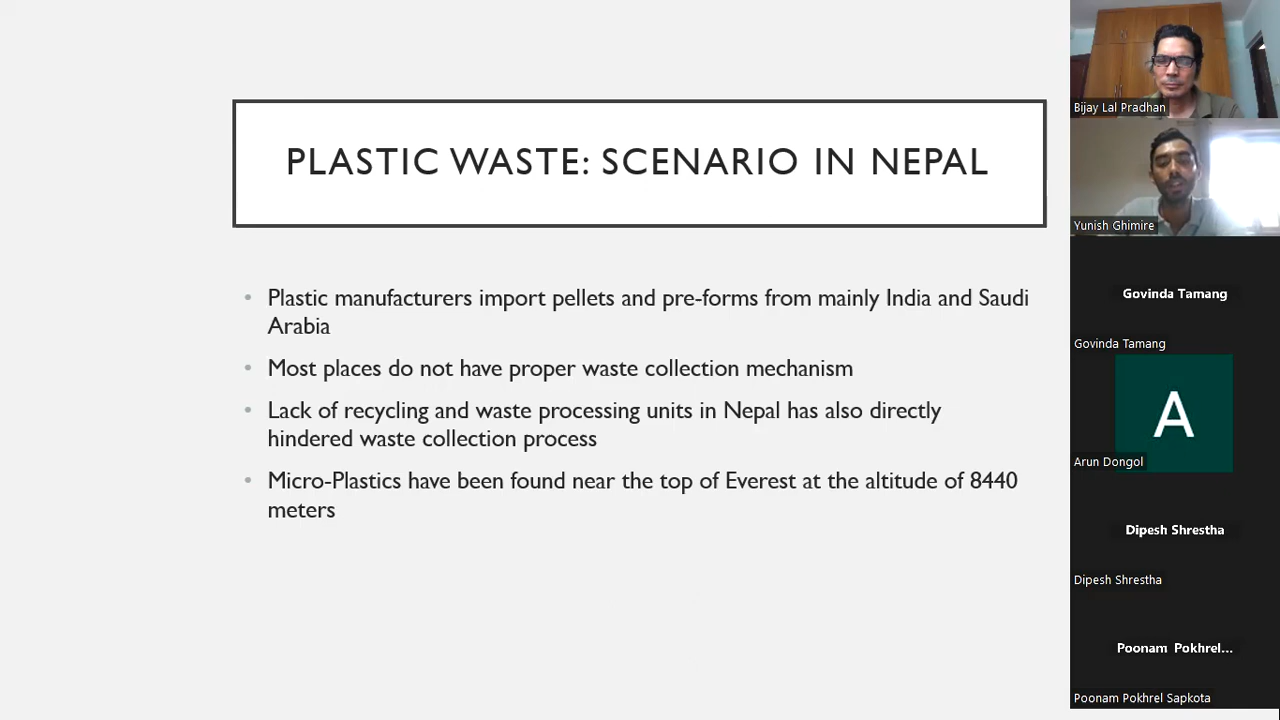 PLASTIC WASTE: SCENARIO IN NEPAL
• Plastic manufacturers import pellets and pre-forms from mainly India and Saudi
Arabia
• Most places do not have proper waste collection mechanism
• Lack of recycling and waste processing units in Nepal has also directly
hindered waste collection process
• Micro-Plastics have been found near the top of Everest at the altitude of 8440
meters
Bijay Lal Pradhan
Yunish Ghimire
Govinda Tamang
Govinda Tamang
A
Arun Dongol
Dipesh Shrestha
Dipesh Shrestha
Poonam Pokhrel...
Poonam Pokhrel Sapkota